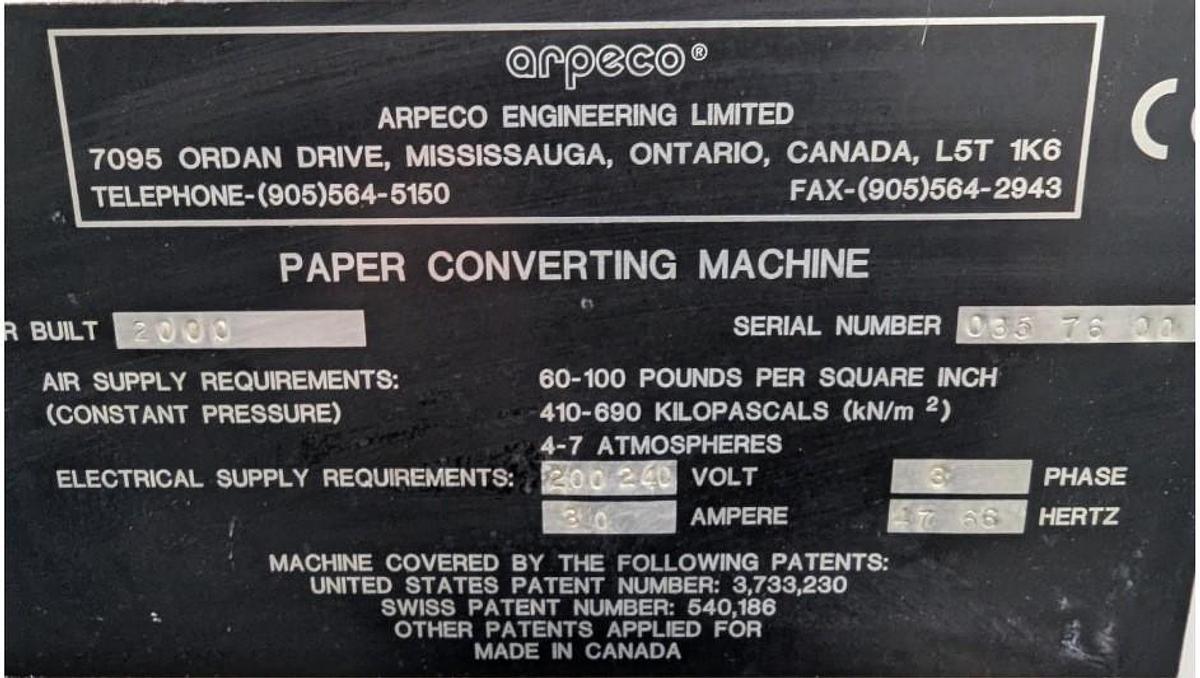 arpeco®
ARPECO ENGINEERING LIMITED
7095 ORDAN DRIVE, MISSISSAUGA, ONTARIO, CANADA, L5T 1K6
TELEPHONE-(905)564-5150 FAX-(905)564-2943
C
PAPER CONVERTING MACHINE
R BUILT 2000 SERIAL NUMBER 035 76 00
AIR SUPPLY REQUIREMENTS: 60-100 POUNDS PER SQUARE INCH
(CONSTANT PRESSURE) 410-690 KILOPASCALS (kN/m ²)
4-7 ATMOSPHERES
ELECTRICAL SUPPLY REQUIREMENTS: 200 240 VOLT 3 PHASE
30 AMPERE HERTZ
MACHINE COVERED BY THE FOLLOWING PATENTS:
UNITED STATES PATENT NUMBER: 3,733,230
SWISS PATENT NUMBER: 540,186
OTHER PATENTS APPLIED FOR
MADE IN CANADA